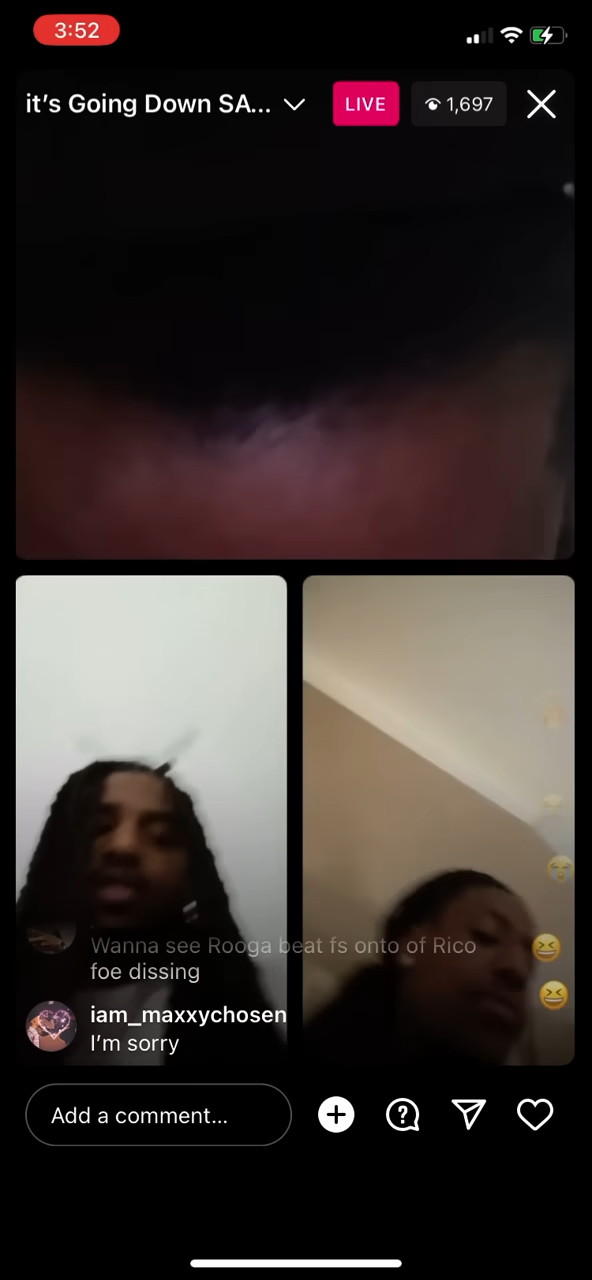 3:52
it’s Going Down SA...
LIVE
1,697
Wanna see Rooga beat fs onto of Rico
foe dissing
iam_maxxychosen
I’m sorry
Add a comment...